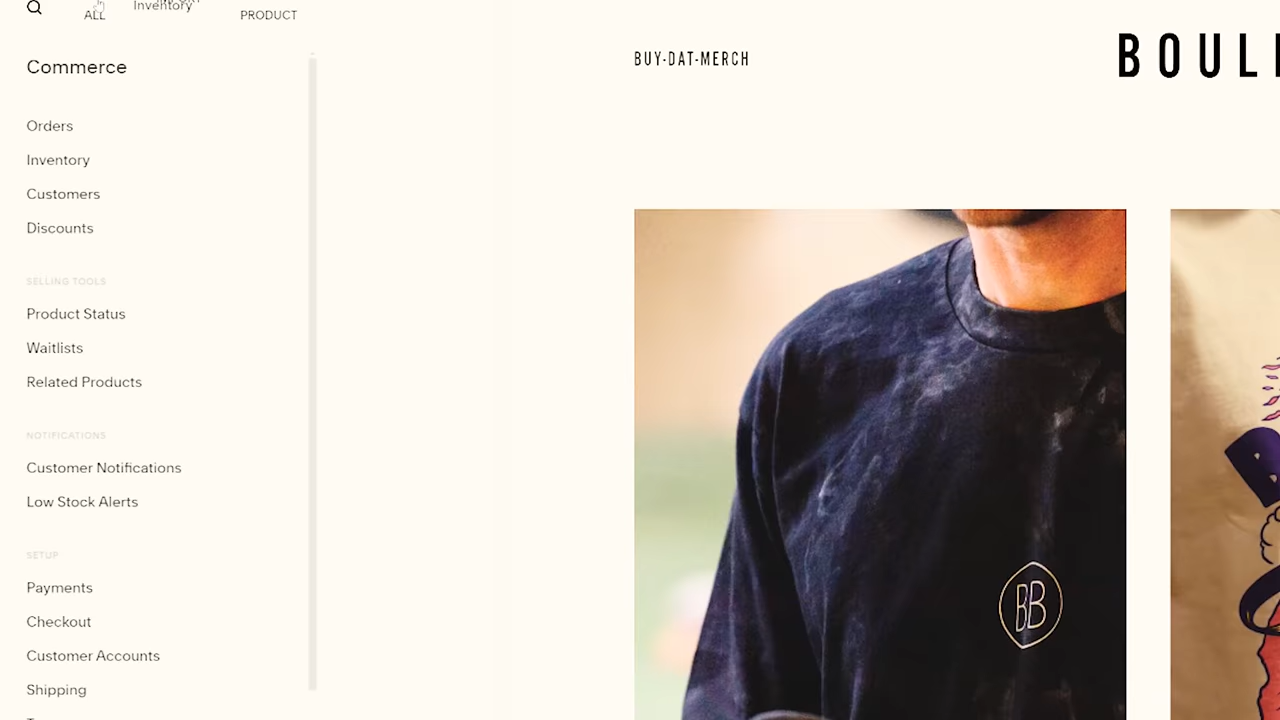 Inventory
ALL
PRODUCT
Commerce
BUY-DAT-MERCH
Orders
Inventory
Customers
Discounts
SELLING TOOLS
Product Status
Waitlists
Related Products
NOTIFICATIONS
Customer Notifications
Low Stock Alerts
SETUP
Payments
Checkout
Customer Accounts
Shipping
BB